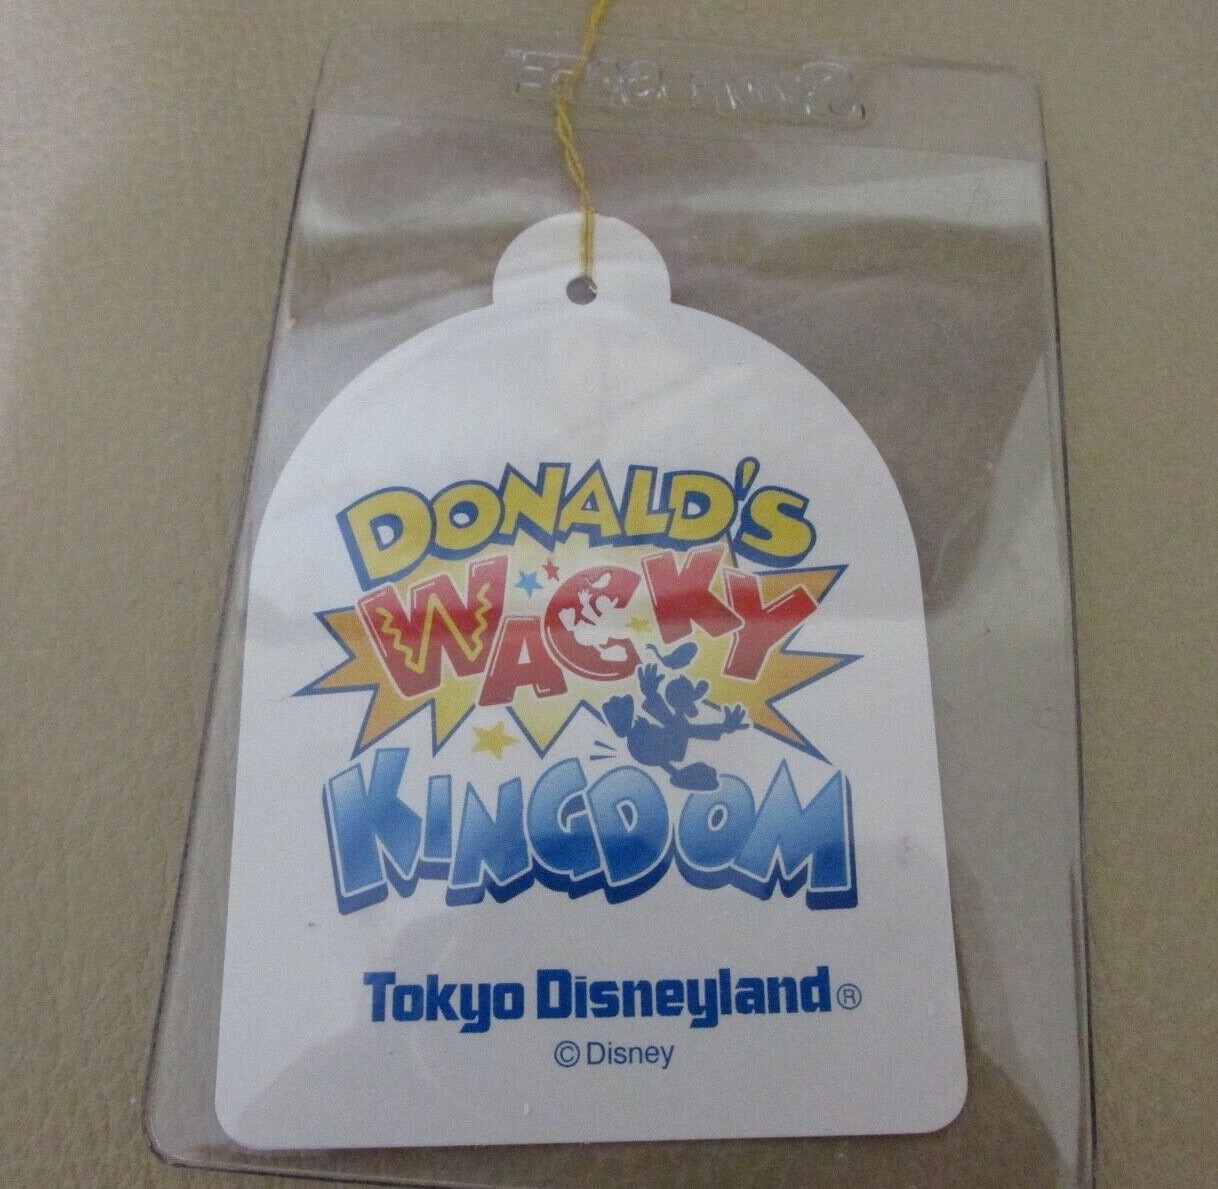 DONALD'S
WACKY
KINGDOM
Tokyo Disneyland®
© Disney